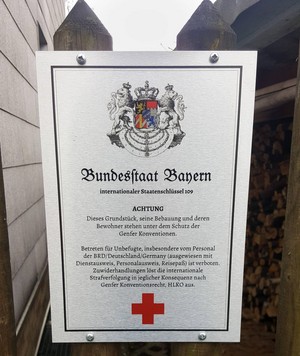 Bundesſtaat Bayern
internationaler Staatenschlüssel 109
ACHTUNG
Dieses Grundstück, seine Bebauung und deren
Bewohner stehen unter dem Schutz der
Genfer Konventionen.
Betreten für Unbefugte, insbesondere vom Personal
der BRD/Deutschland/Germany (ausgewiesen mit
Dienstausweis, Personalausweis, Reisepaß) ist verboten.
Zuwiderhandlungen löst die internationale
Strafverfolgung in jeglicher Konsequenz nach
Genfer Konventionsrecht, HLKO aus.